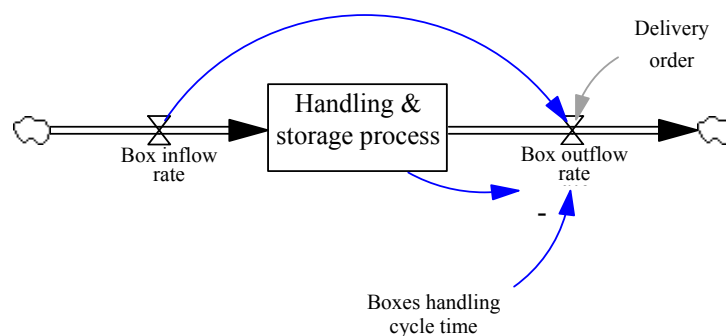 Delivery
order
Handling &
storage process
Box inflow
rate
Box outflow
rate
-
Boxes handling
cycle time